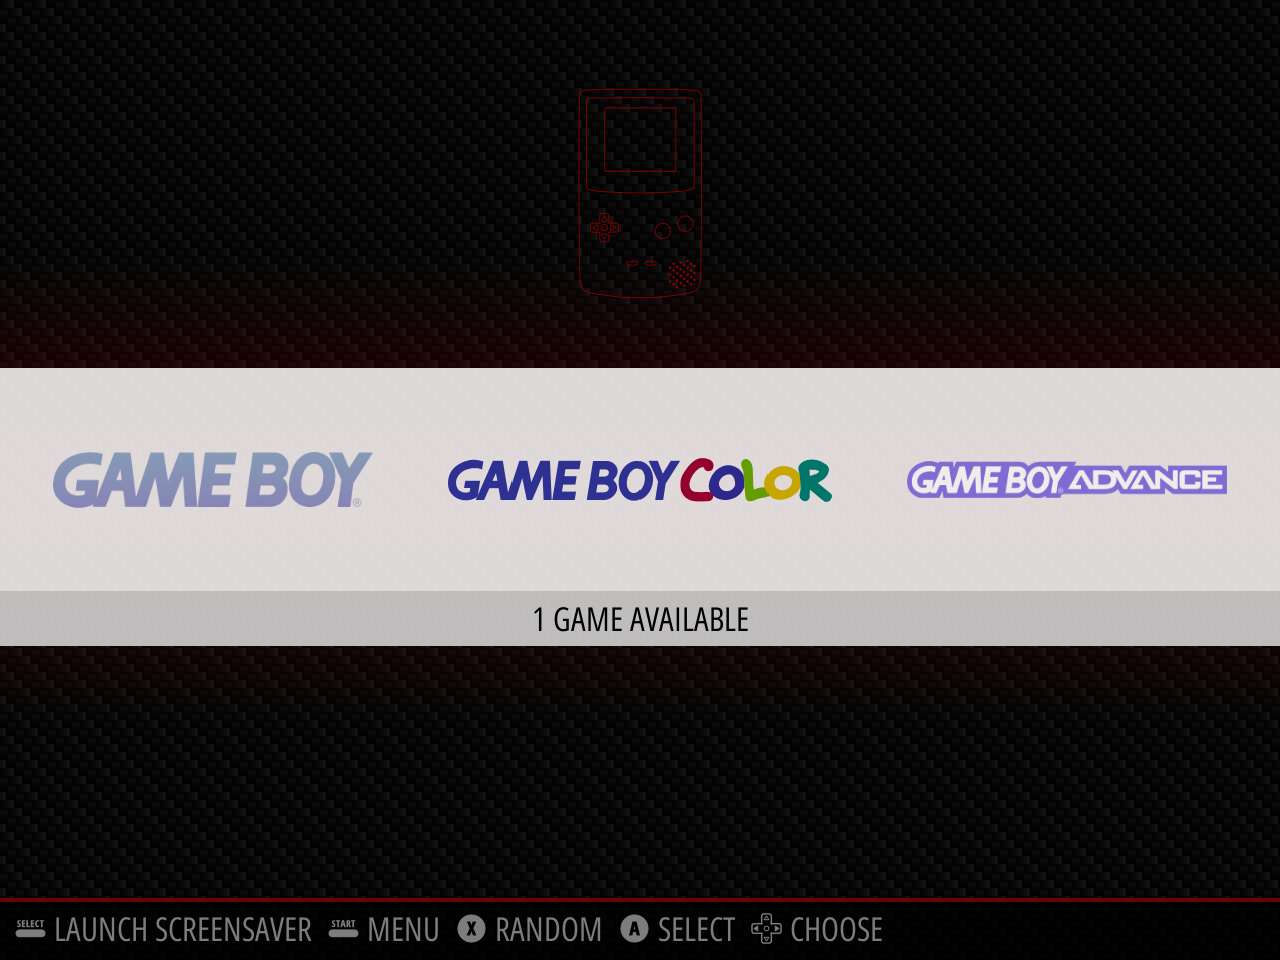 GAME BOY® GAME BOY COLOR GAME BOY ADVANCE
1 GAME AVAILABLE
SELECT LAUNCH SCREENSAVER START MENU X RANDOM A SELECT CHOOSE